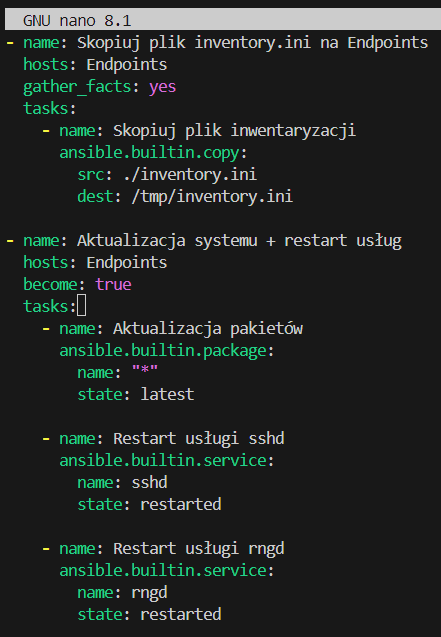 GNU nano 8.1
- name: Skopiuj plik inventory.ini na Endpoints
  hosts: Endpoints
  gather_facts: yes
  tasks:
    - name: Skopiuj plik inwentaryzacji
      ansible.builtin.copy:
        src: ./inventory.ini
        dest: /tmp/inventory.ini

- name: Aktualizacja systemu + restart usług
  hosts: Endpoints
  become: true
  tasks:
    - name: Aktualizacja pakietów
      ansible.builtin.package:
        name: "*"
        state: latest

    - name: Restart usługi sshd
      ansible.builtin.service:
        name: sshd
        state: restarted

    - name: Restart usługi rngd
      ansible.builtin.service:
        name: rngd
        state: restarted